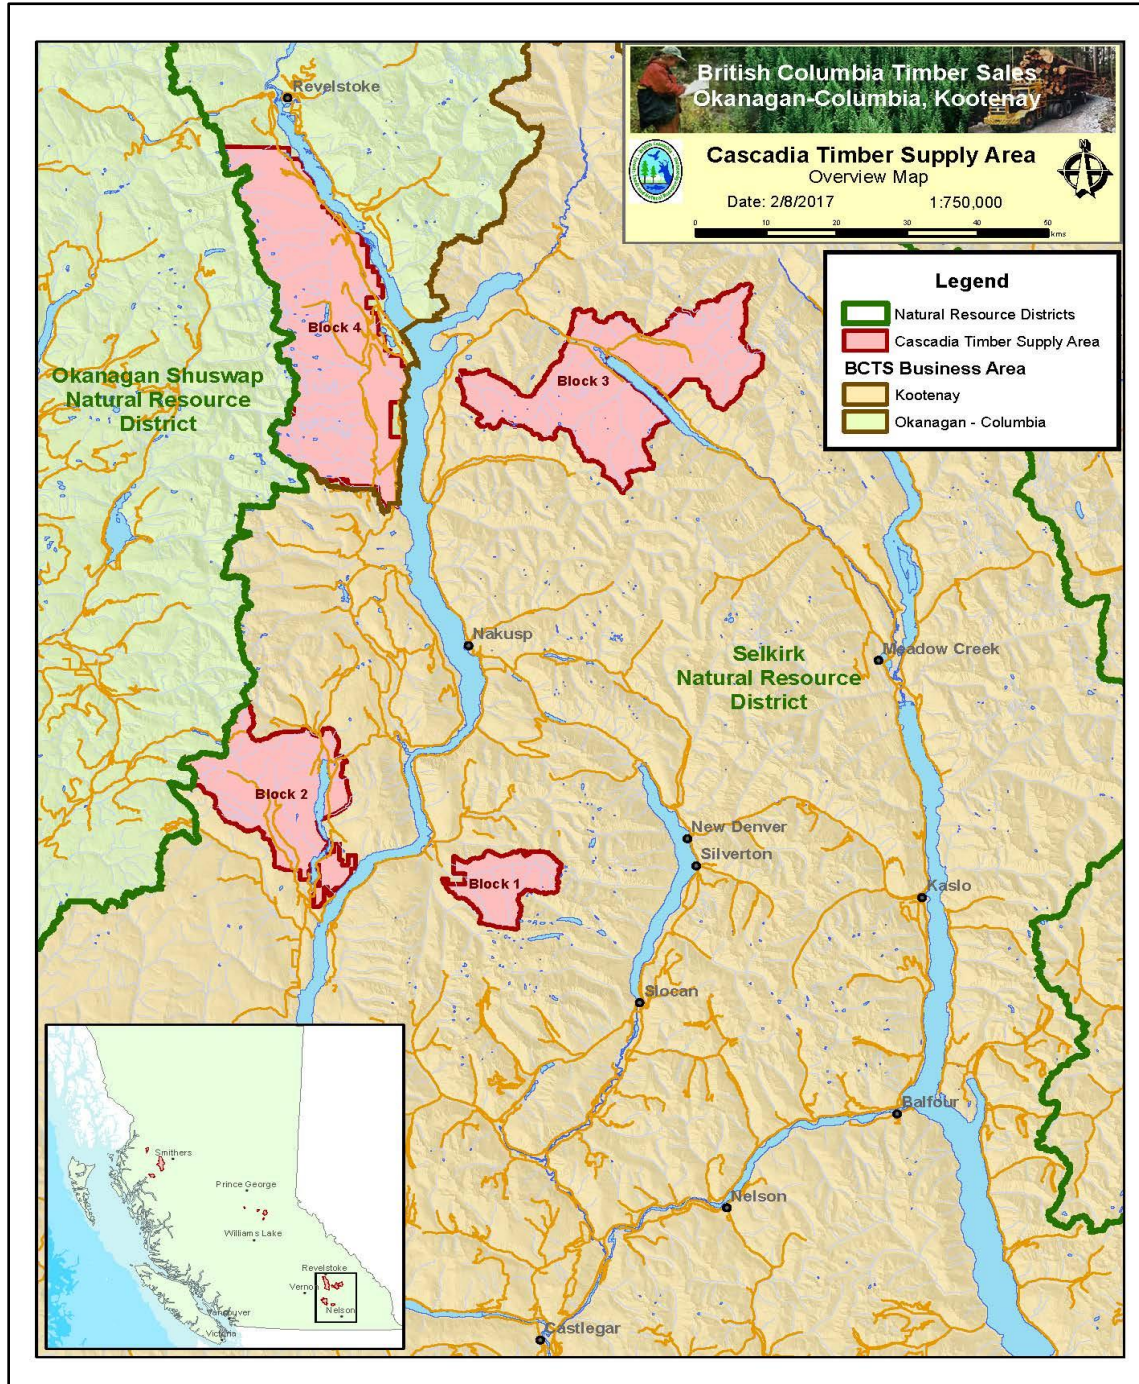 Revelstoke
British Columbia Timber Sales
Okanagan-Columbia, Kootenay
Cascadia Timber Supply Area
Overview Map
Date: 2/8/2017
1:750,000
0 10 20 30 40 50
kms
Legend
Natural Resource Districts
Cascadia Timber Supply Area
BCTS Business Area
Kootenay
Okanagan - Columbia
Block 4
Block 3
Okanagan Shuswap
Natural Resource
District
Nakusp
Selkirk
Natural Resource
District
Meadow Creek
Block 2
New Denver
Silverton
Block 1
Kaslo
Slocan
Balfour
Nelson
Castlegar
Smithers
Prince George
Williams Lake
Revelstoke
Vernon
Nelson
Vancouver
Victoria